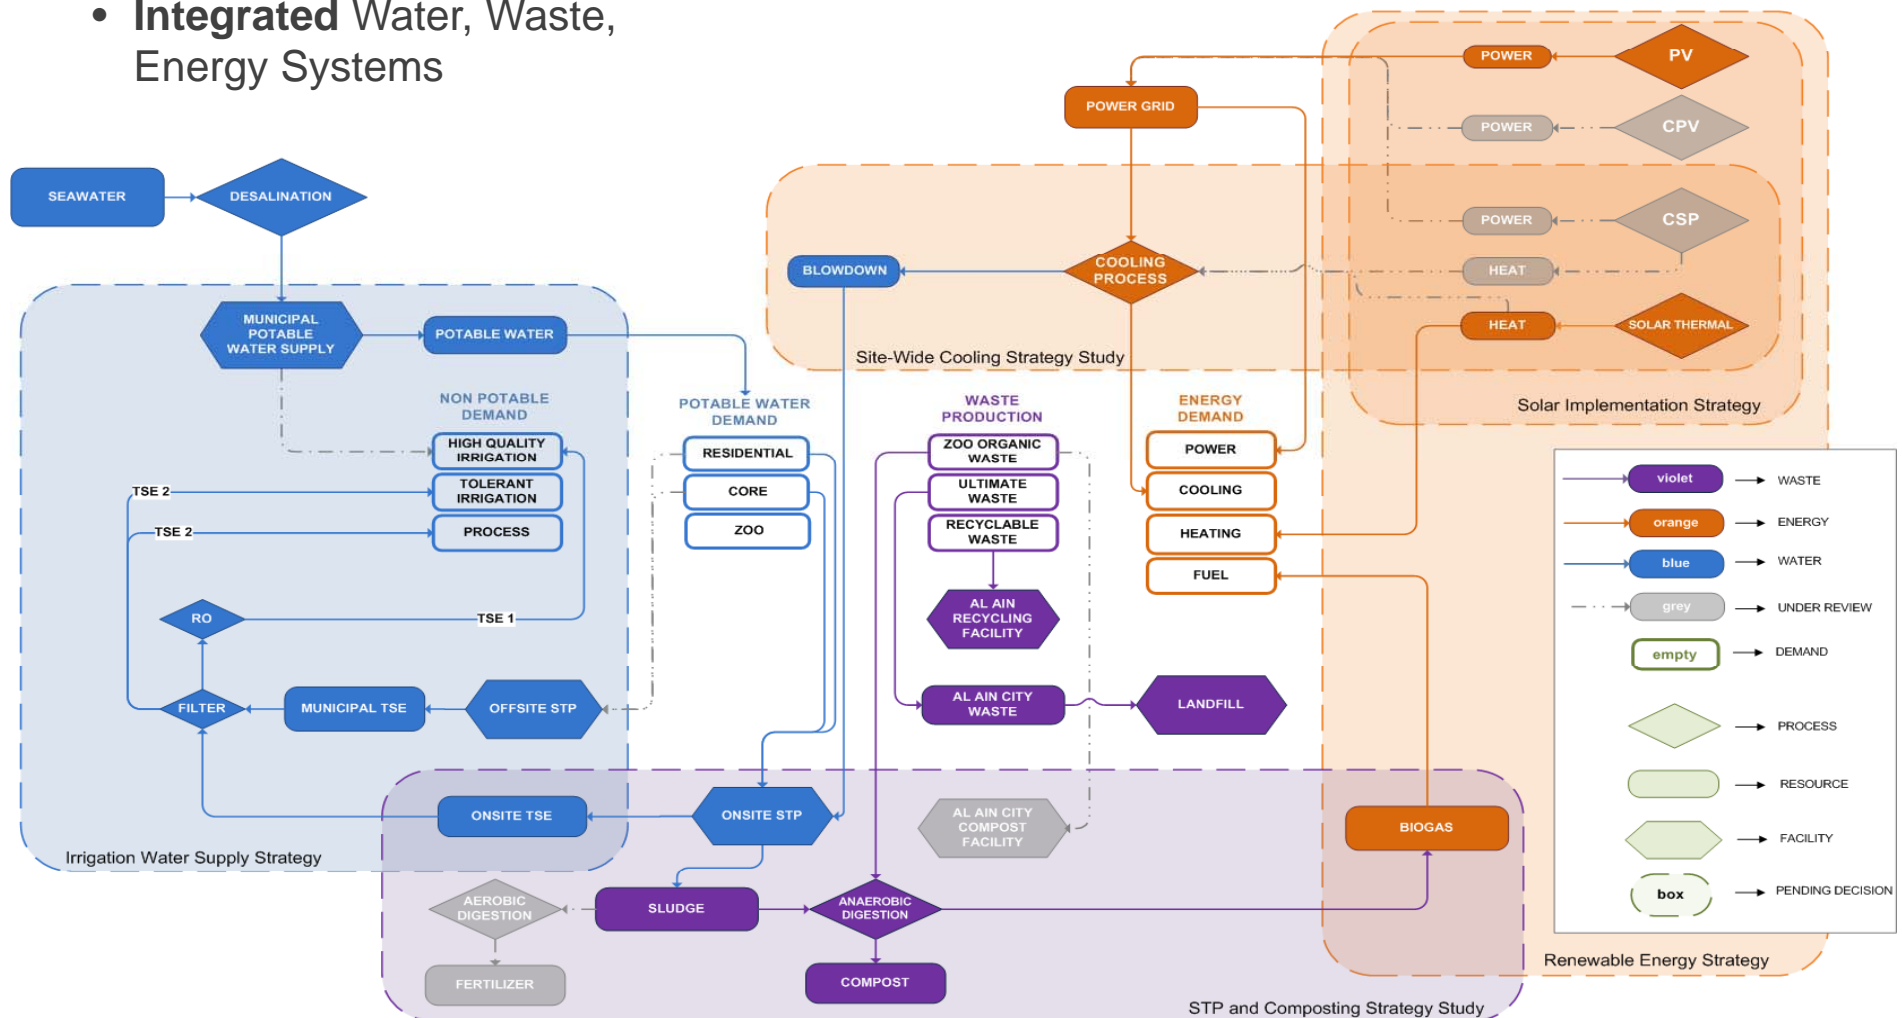 • Integrated Water, Waste,
Energy Systems
SEAWATER
DESALINATION
MUNICIPAL
POTABLE
WATER SUPPLY
POTABLE WATER
NON POTABLE
DEMAND
HIGH QUALITY
IRRIGATION
TOLERANT
IRRIGATION
PROCESS
TSE 2
TSE 2
RO
TSE 1
FILTER
MUNICIPAL TSE
OFFSITE STP
ONSITE TSE
Irrigation Water Supply Strategy
POTABLE WATER
DEMAND
RESIDENTIAL
CORE
ZOO
ONSITE STP
AEROBIC
DIGESTION
SLUDGE
ANAEROBIC
DIGESTION
FERTILIZER
COMPOST
STP and Composting Strategy Study
WASTE
PRODUCTION
ZOO ORGANIC
WASTE
ULTIMATE
WASTE
RECYCLABLE
WASTE
AL AIN
RECYCLING
FACILITY
AL AIN CITY
WASTE
LANDFILL
AL AIN CITY
COMPOST
FACILITY
BLOWDOWN
COOLING
PROCESS
Site-Wide Cooling Strategy Study
POWER GRID
ENERGY
DEMAND
POWER
COOLING
HEATING
FUEL
BIOGAS
POWER
PV
POWER
CPV
POWER
CSP
HEAT
HEAT
SOLAR THERMAL
Solar Implementation Strategy
violet
WASTE
orange
ENERGY
blue
WATER
grey
UNDER REVIEW
empty
DEMAND
PROCESS
RESOURCE
FACILITY
box
PENDING DECISION
Renewable Energy Strategy